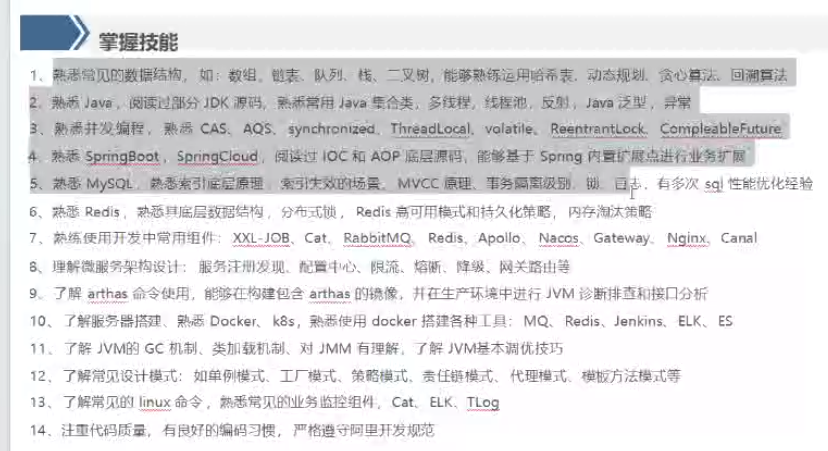 掌握技能
1、熟悉常见的数据结构，如：数组、链表、队列、栈、二叉树，能够熟练运用哈希表、动态规划、贪心算法、回溯算法
2、熟悉 Java，阅读过部分 JDK 源码，熟悉常用 Java 集合类，多线程，线程池，反射，Java 泛型，异常
3、熟悉并发编程，熟悉 CAS、AQS、synchronized、ThreadLocal、volatile、ReentrantLock、CompleableFuture
4、熟悉 SpringBoot，SpringCloud，阅读过 IOC 和 AOP 底层源码，能够基于 Spring 内置扩展点进行业务扩展
5、熟悉 MySQL，熟悉索引底层原理，索引失效的场景，MVCC 原理、事务隔离级别、锁、日志，有多次 sql 性能优化经验
6、熟悉 Redis，熟悉其底层数据结构，分布式锁，Redis 高可用模式和持久化策略，内存淘汰策略
7、熟练使用开发中常用组件：XXL-JOB、Cat、RabbitMQ、Redis、Apollo、Nacos、Gateway、Nginx、Canal
8、理解微服务架构设计：服务注册发现、配置中心、限流、熔断、降级、网关路由等
9、了解 arthas 命令使用，能够在构建包含 arthas 的镜像，并在生产环境中进行 JVM 诊断排查和接口分析
10、了解服务器搭建、熟悉 Docker、k8s，熟悉使用 docker 搭建各种工具：MQ、Redis、Jenkins、ELK、ES
11、了解 JVM的 GC 机制、类加载机制、对 JMM 有理解，了解 JVM基本调优技巧
12、了解常见设计模式：如单例模式、工厂模式、策略模式、责任链模式、代理模式、模板方法模式等
13、了解常见的 linux 命令，熟悉常见的业务监控组件，Cat、ELK、TLog
14、注重代码质量，有良好的编码习惯，严格遵守阿里开发规范